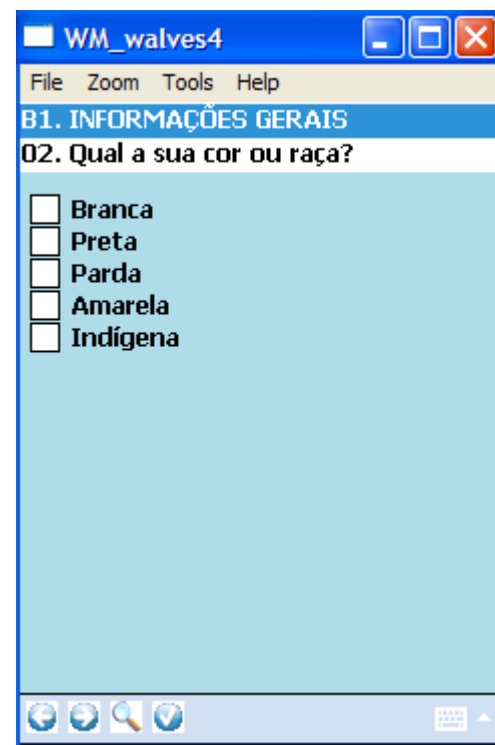 WM_walves4
File Zoom Tools Help
B1. INFORMAÇÕES GERAIS
02. Qual a sua cor ou raça?
Branca
Preta
Parda
Amarela
Indígena